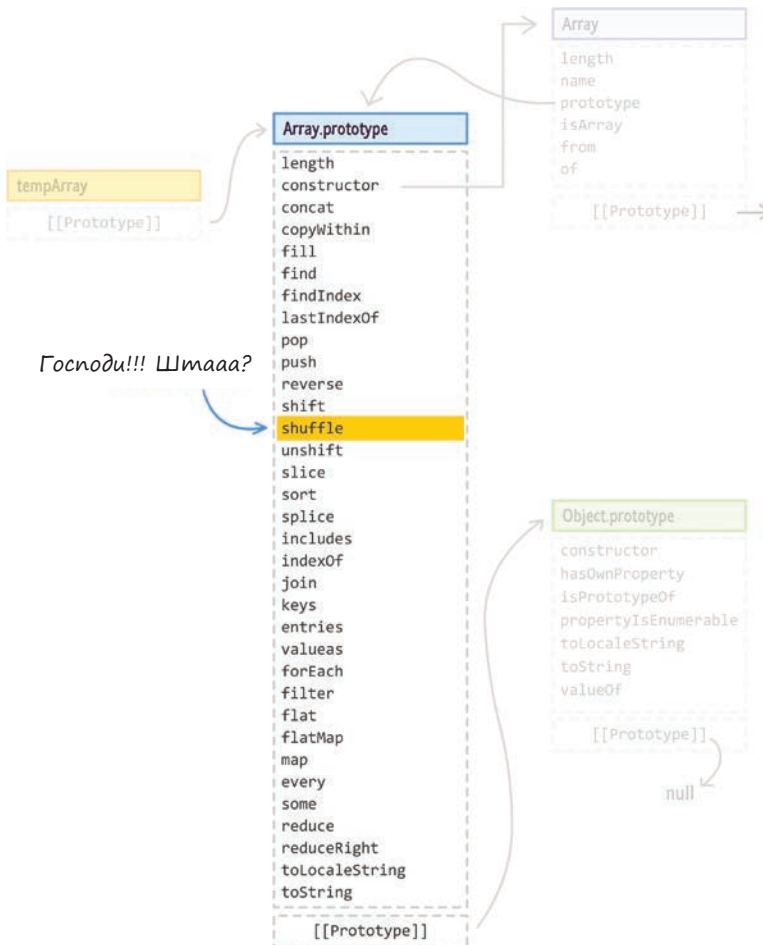 Array
length
name
prototype
isArray
from
of
[[Prototype]]
Array.prototype
length
constructor
concat
copyWithin
fill
find
findIndex
lastIndexOf
pop
push
reverse
shift
shuffle
unshift
slice
sort
splice
includes
indexOf
join
keys
entries
valueas
forEach
filter
flat
flatMap
map
every
some
reduce
reduceRight
toLocaleString
toString
[[Prototype]]
tempArray
[[Prototype]]
Господи!!! Штааа?
Object.prototype
constructor
hasOwnProperty
isPrototypeOf
propertyIsEnumerable
toLocaleString
toString
valueOf
[[Prototype]]
null